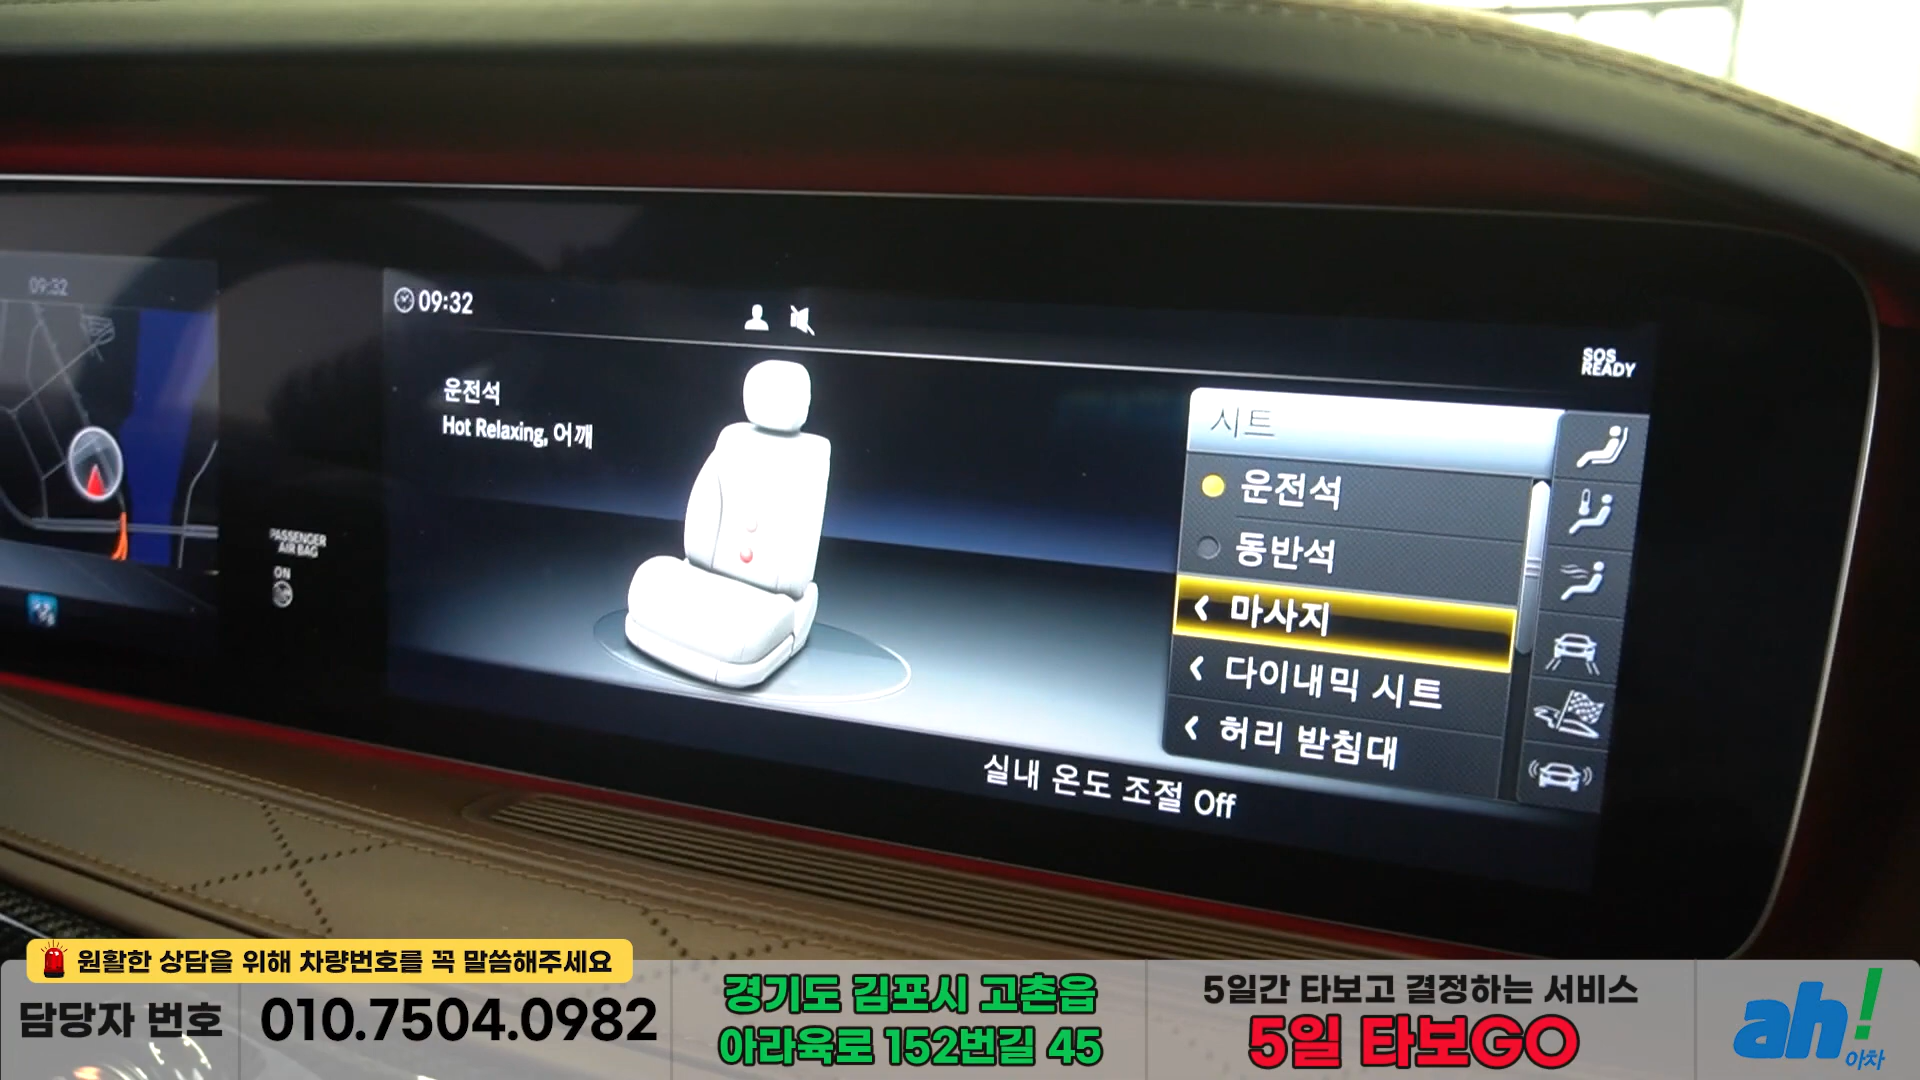 09:32
09:32
SOS
READY
운전석
Hot Relaxing, 어깨
시트
운전석
동반석
마사지
다이내믹 시트
허리 받침대
PASSENGER
AIR BAG
ON
실내 온도 조절 Off
원활한 상담을 위해 차량번호를 꼭 말씀해주세요
담당자 번호
010.7504.0982
경기도 김포시 고촌읍
아라육로 152번길 45
5일간 타보고 결정하는 서비스
5일 타보GO
ah!
아차